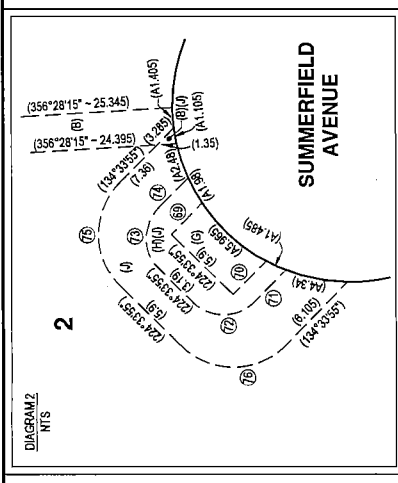 DIAGRAM 2
NTS
2
SUMMERFIELD
AVENUE
(356°28'15" ~ 25.345)
(B)
(356°28'15" ~ 24.395)
(A1.405)
(B)(J)
(A1.105)
(1.35)
(3.265)
(134°33'55")
(7.36)
(A2.48)
(A1.98)
(A5.965)
(A1.485)
(A4.34)
(6.105)
(134°33'55")
75
74
73
69
(H)(J)
(J)
(G)
(5.9)
(224°33'55")
(3.19)
(224°33'55")
(224°33'55")
(5.9)
70
71
72
76